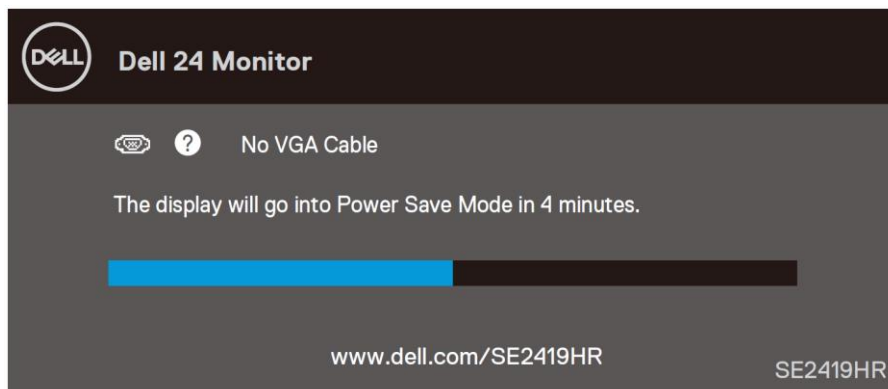 DELL
Dell 24 Monitor
? No VGA Cable
The display will go into Power Save Mode in 4 minutes.
www.dell.com/SE2419HR
SE2419HR